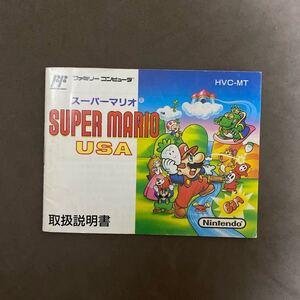 ファミリーコンピュータ
HVC-MT
スーパーマリオ
SUPER MARIO
USA
取扱説明書
Nintendo